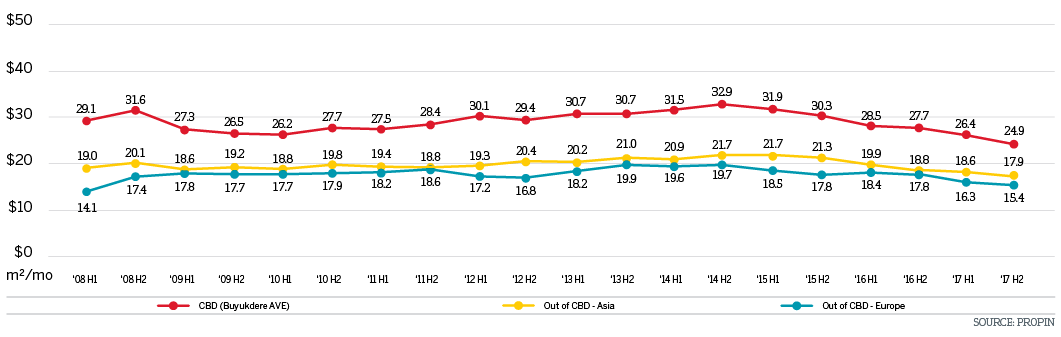 $50
$40
$30
$20
$10
$0
m²/mo
29.1 31.6 27.3 26.5 26.2 27.7 27.5 28.4 30.1 29.4 30.7 30.7 31.5 32.9 31.9 30.3 28.5 27.7 26.4 24.9
19.0 20.1 18.6 19.2 18.8 19.8 19.4 18.8 19.3 20.4 20.2 21.0 20.9 21.7 21.7 21.3 19.9 18.8 18.6 17.9
14.1 17.4 17.8 17.7 17.7 17.9 18.2 18.6 17.2 16.8 18.2 19.9 19.6 19.7 18.5 17.8 18.4 17.8 16.3 15.4
'08 H1 '08 H2 '09 H1 '09 H2 '10 H1 '10 H2 '11 H1 '11 H2 '12 H1 '12 H2 '13 H1 '13 H2 '14 H1 '14 H2 '15 H1 '15 H2 '16 H1 '16 H2 '17 H1 '17 H2
CBD (Buyukdere AVE) Out of CBD - Asia Out of CBD - Europe
SOURCE: PROPIN